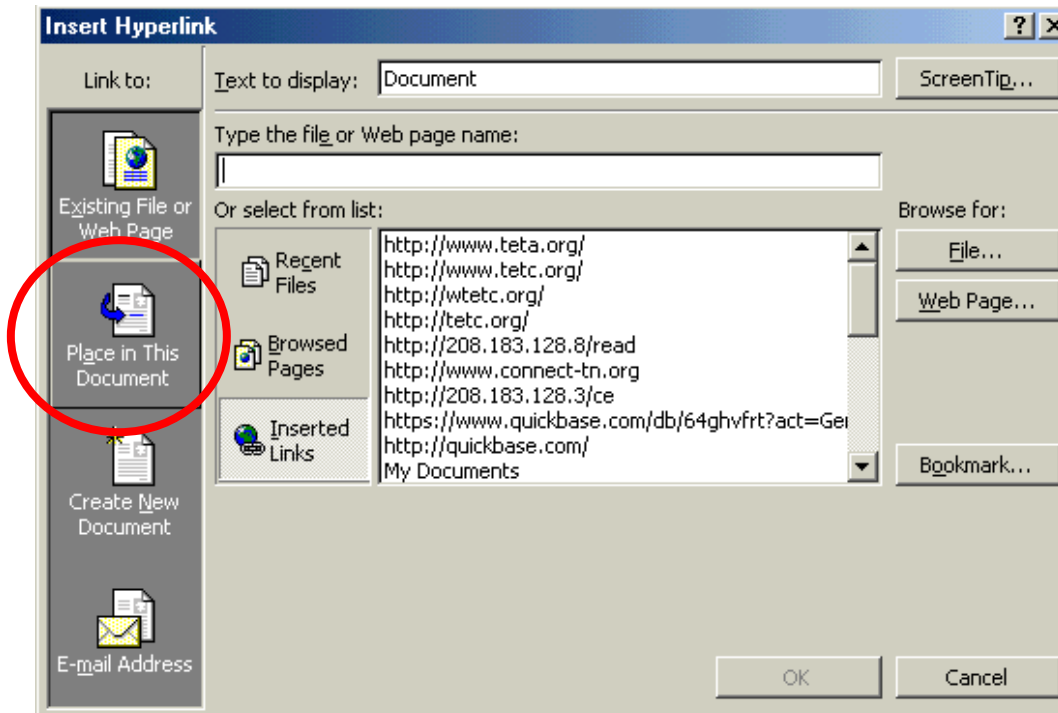 Insert Hyperlink
Link to:
Text to display:
Document
ScreenTip...
Existing File or
Web Page
Place in This
Document
Create New
Document
E-mail Address
Type the file or Web page name:
Or select from list:
Recent
Files
Browsed
Pages
Inserted
Links
http://www.teta.org/
http://www.tetc.org/
http://wtetc.org/
http://tetc.org/
http://208.183.128.8/read
http://www.connect-tn.org
http://208.183.128.3/ce
https://www.quickbase.com/db/64ghvfrt?act=Ger
http://quickbase.com/
My Documents
Browse for:
File...
Web Page...
Bookmark...
OK
Cancel